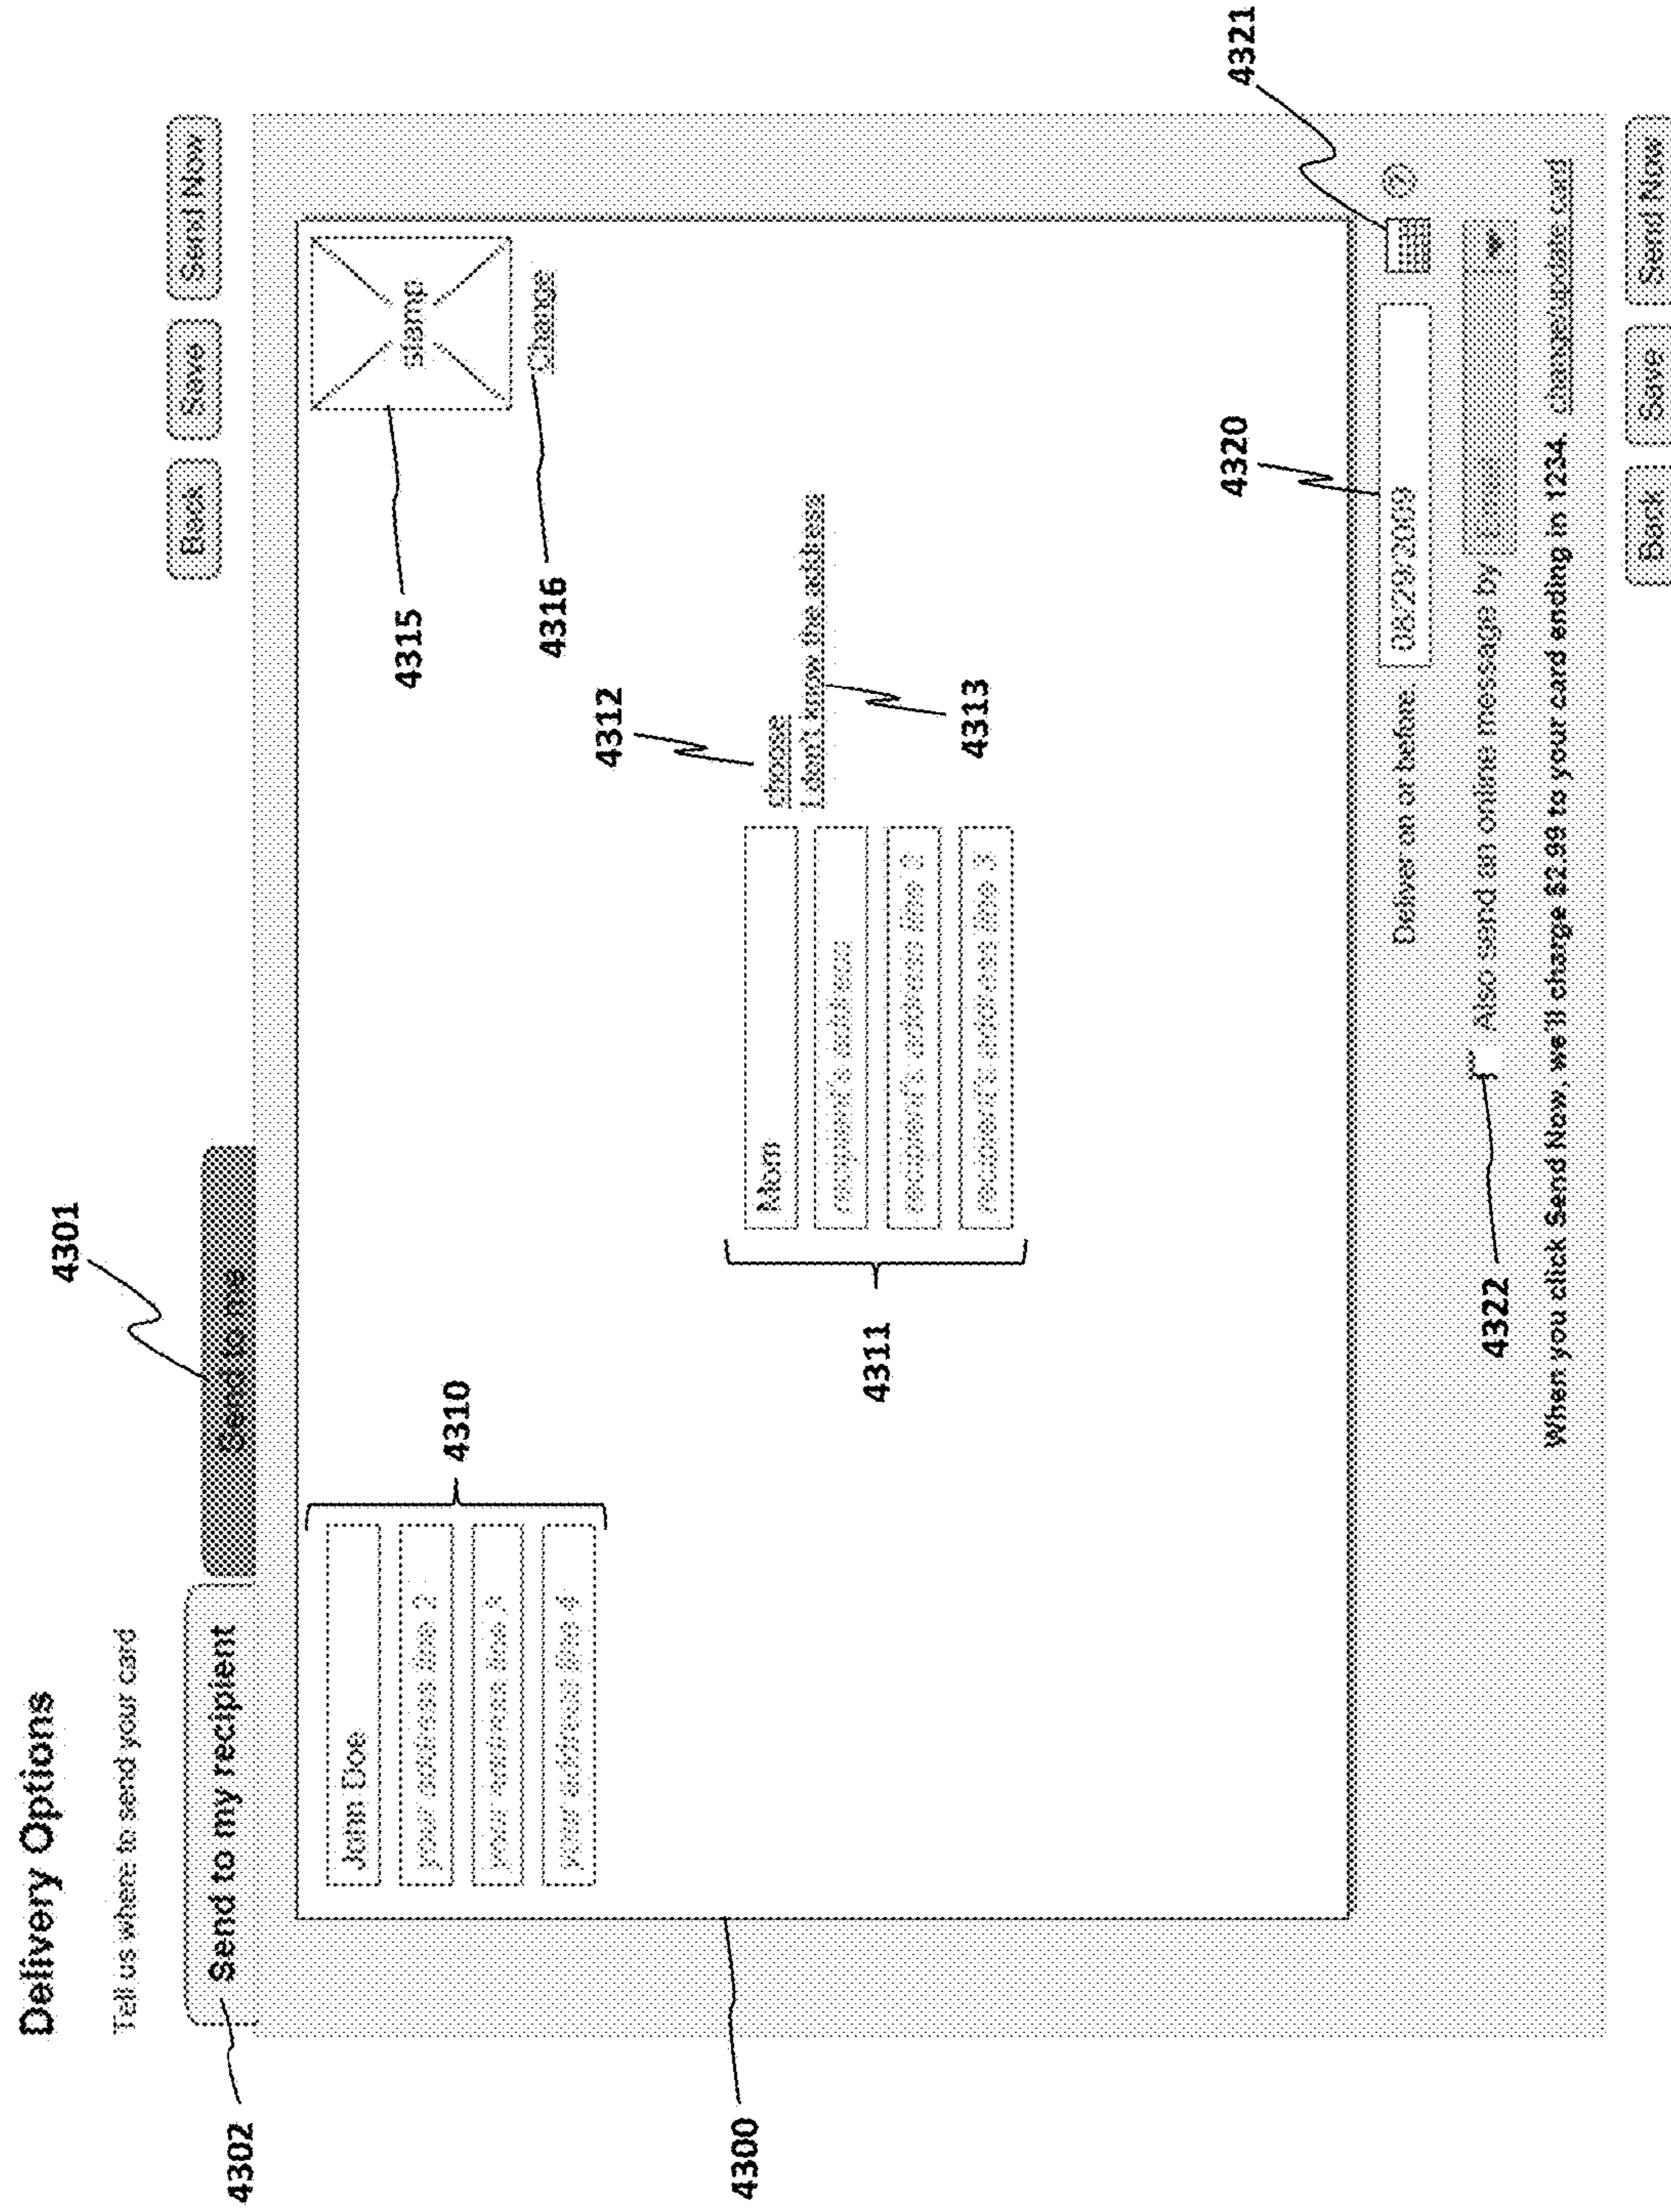 Delivery Options
Tell us where to send your card
4301
4302
Send to my recipient
Send to me
Back
Save
Send Now
John Doe
your address line 2
your address line 3
your address line 4
4310
4315
stamp
4316
Change
4312
choose
I don't know the address
4313
Mom
recipient's address
recipient's address line 2
recipient's address line 3
4311
4300
4320
4321
Deliver on or before
08/29/2009
?
4322
Also send an online message by
When you click Send Now, we'll charge $2.99 to your card ending in 1234. change/update card
Back
Save
Send Now